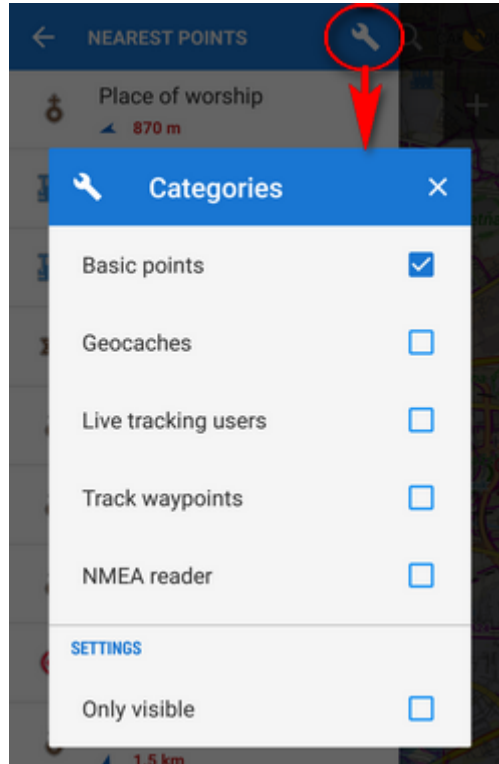 NEAREST POINTS
Place of worship
870 m
Categories
Basic points
Geocaches
Live tracking users
Track waypoints
NMEA reader
SETTINGS
Only visible
1.5 km